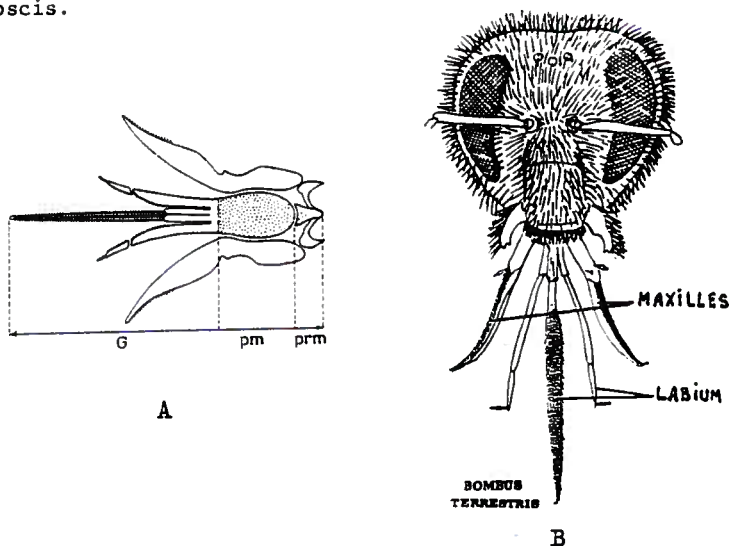 oscis.
MAXILLES
LABIUM
G pm prm
A
BOMBUS
TERRESTRIS
B